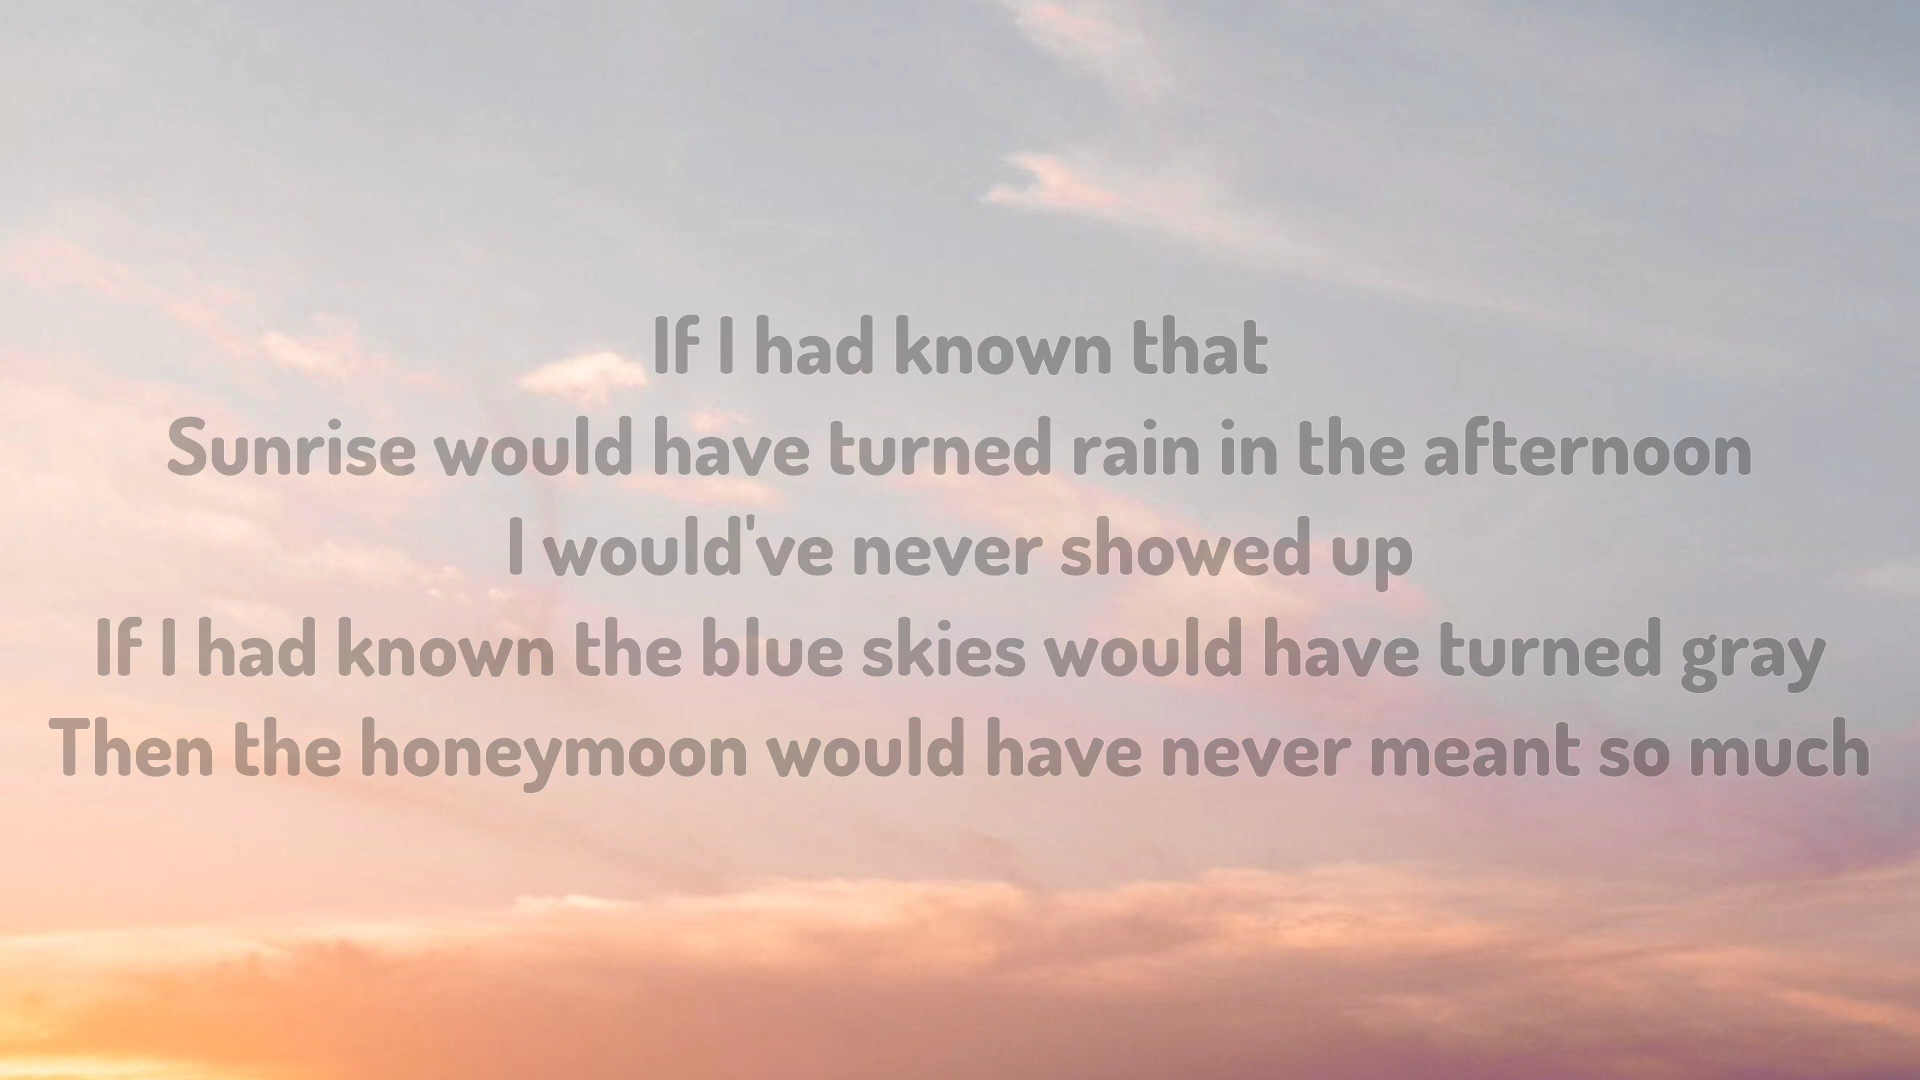 If I had known that
Sunrise would have turned rain in the afternoon
I would've never showed up
If I had known the blue skies would have turned gray
Then the honeymoon would have never meant so much